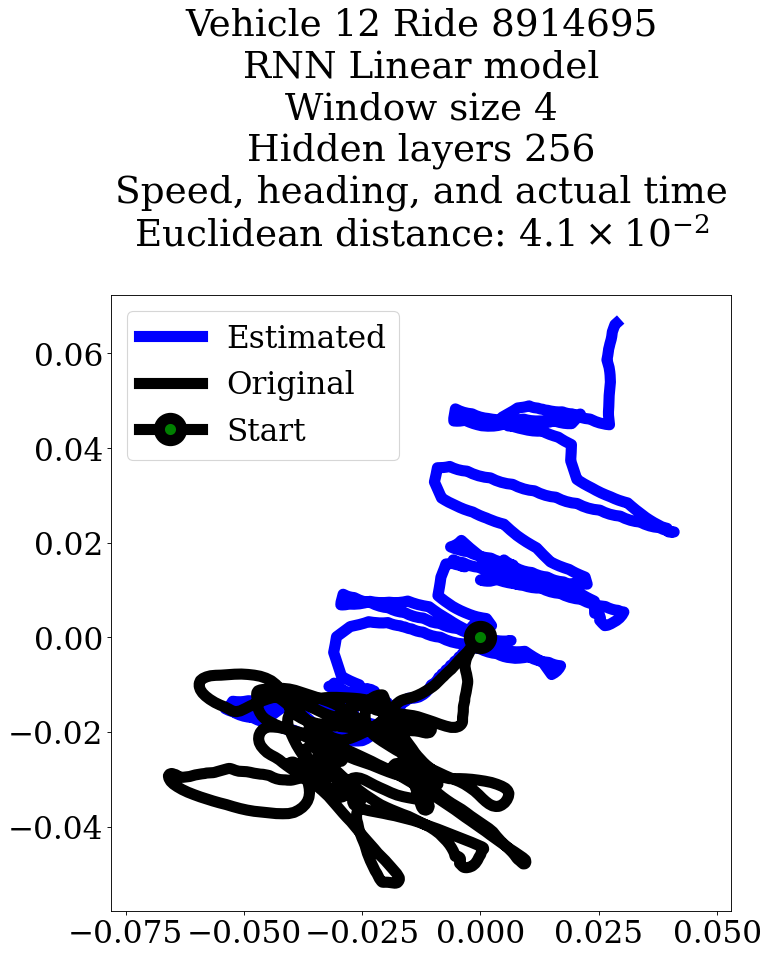 Vehicle 12 Ride 8914695
RNN Linear model
Window size 4
Hidden layers 256
Speed, heading, and actual time
Euclidean distance: 4.1 × 10⁻²
Estimated
Original
Start
0.06
0.04
0.02
0.00
−0.02
−0.04
−0.075 −0.050 −0.025 0.000 0.025 0.050